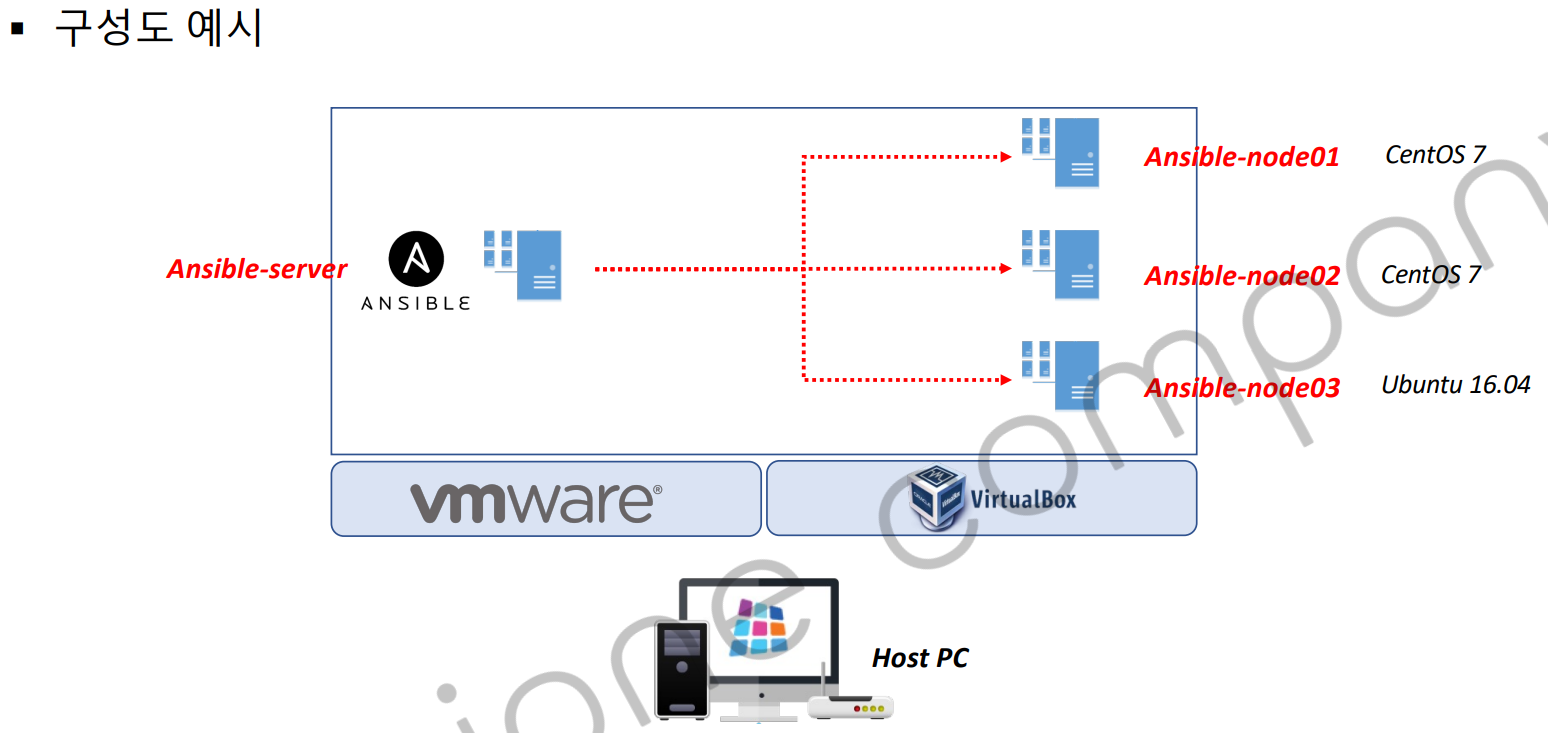 ▪ 구성도 예시
Ansible-node01 CentOS 7
Ansible-server
ANSIBLE
Ansible-node02 CentOS 7
Ansible-node03 Ubuntu 16.04
vmware®
VirtualBox
Host PC
ione company